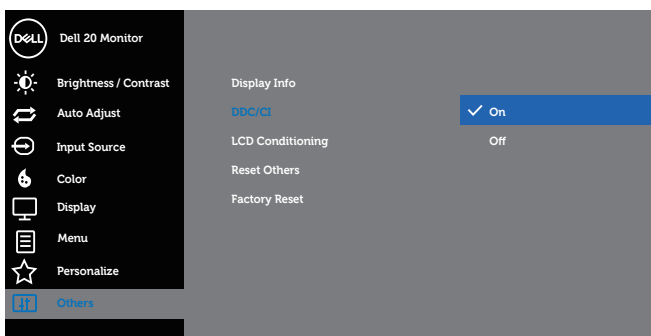 DELL
Dell 20 Monitor
Brightness / Contrast
Auto Adjust
Input Source
Color
Display
Menu
Personalize
Others
Display Info
DDC/CI
LCD Conditioning
Reset Others
Factory Reset
On
Off